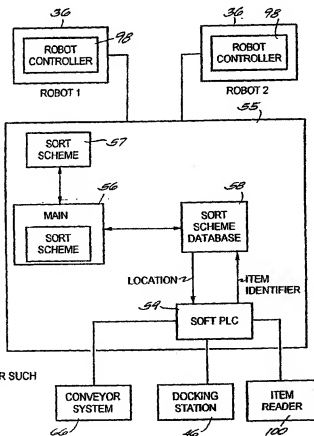 36
98
36
98
ROBOT
CONTROLLER
ROBOT
CONTROLLER
ROBOT 1
ROBOT 2
55
SORT
SCHEME
57
56
58
MAIN
SORT
SCHEME
SORT
SCHEME
DATABASE
LOCATION
ITEM
IDENTIFIER
59
SOFT PLC
R SUCH
CONVEYOR
SYSTEM
DOCKING
STATION
ITEM
READER
66
46
100